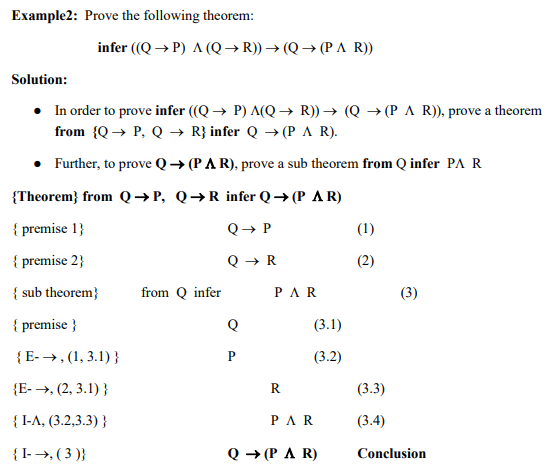 Example2: Prove the following theorem:
infer ((Q → P) Λ (Q → R)) → (Q → (P Λ R))
Solution:
● In order to prove infer ((Q → P) Λ(Q → R)) → (Q → (P Λ R)), prove a theorem
from {Q → P, Q → R} infer Q → (P Λ R).
● Further, to prove Q → (P Λ R), prove a sub theorem from Q infer PΛ R
{Theorem} from Q → P, Q → R infer Q → (P Λ R)
{ premise 1} Q → P (1)
{ premise 2} Q → R (2)
{ sub theorem} from Q infer P Λ R (3)
{ premise } Q (3.1)
{ E- → , (1, 3.1) } P (3.2)
{E- →, (2, 3.1) } R (3.3)
{ I-Λ, (3.2,3.3) } P Λ R (3.4)
{ I- →, ( 3 )} Q → (P Λ R) Conclusion